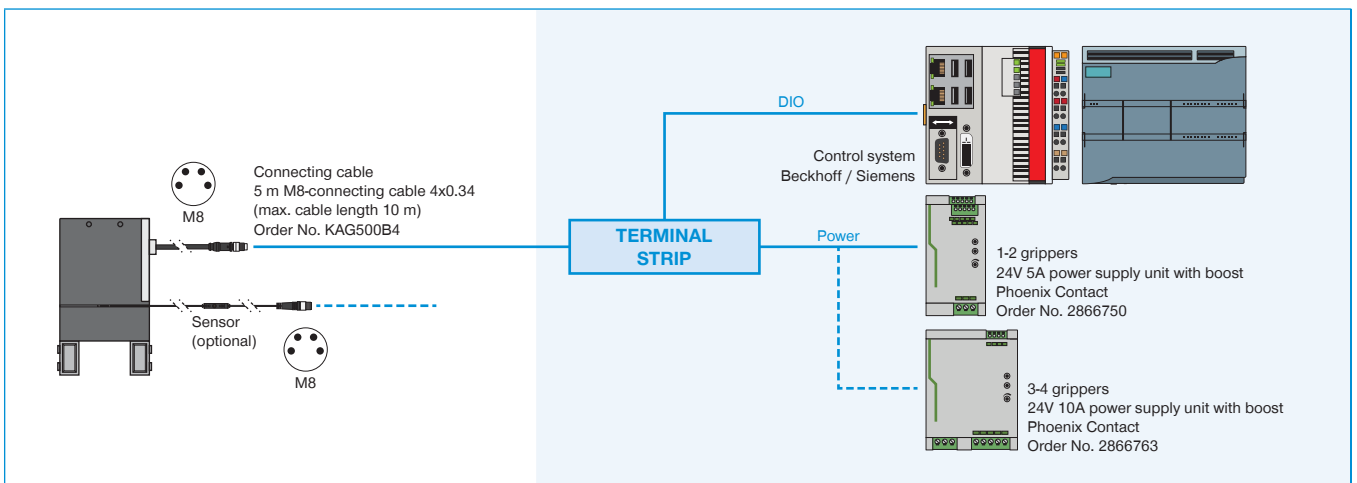 DIO
Control system
Beckhoff / Siemens
Connecting cable
5 m M8-connecting cable 4x0.34
(max. cable length 10 m)
Order No. KAG500B4
M8
TERMINAL
STRIP
Power
1-2 grippers
24V 5A power supply unit with boost
Phoenix Contact
Order No. 2866750
Sensor
(optional)
M8
3-4 grippers
24V 10A power supply unit with boost
Phoenix Contact
Order No. 2866763